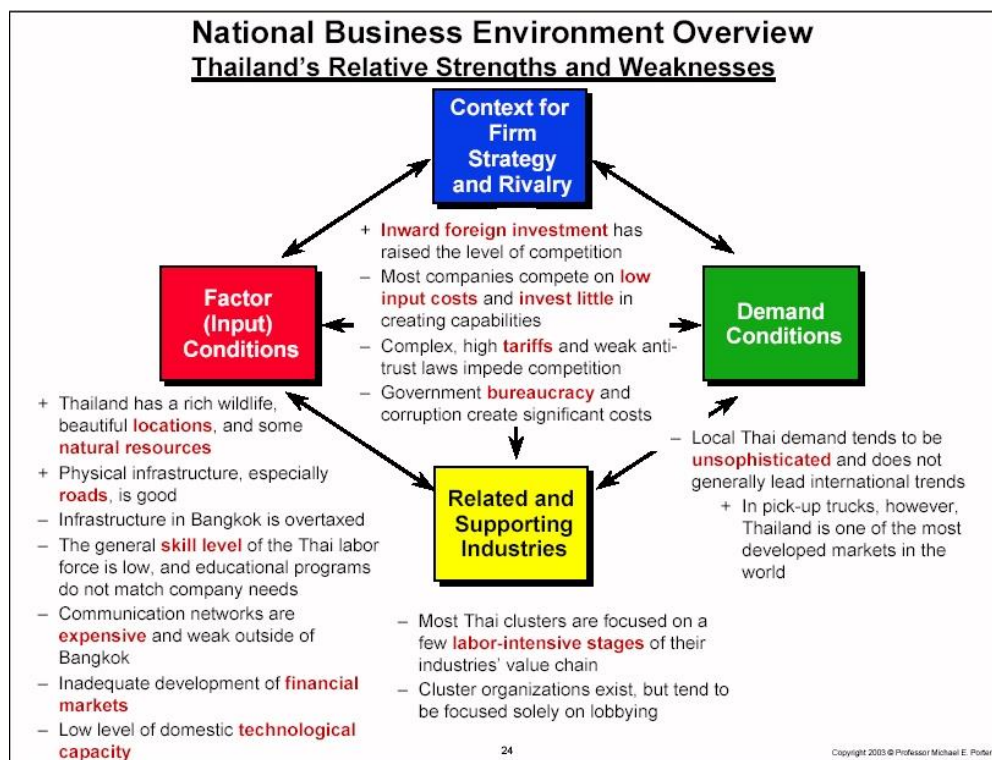 National Business Environment Overview
Thailand's Relative Strengths and Weaknesses
Context for
Firm
Strategy
and Rivalry
+ Inward foreign investment has
raised the level of competition
– Most companies compete on low
input costs and invest little in
creating capabilities
– Complex, high tariffs and weak anti-
trust laws impede competition
– Government bureaucracy and
corruption create significant costs
Factor
(Input)
Conditions
+ Thailand has a rich wildlife,
beautiful locations, and some
natural resources
+ Physical infrastructure, especially
roads, is good
– Infrastructure in Bangkok is overtaxed
– The general skill level of the Thai labor
force is low, and educational programs
do not match company needs
– Communication networks are
expensive and weak outside of
Bangkok
– Inadequate development of financial
markets
– Low level of domestic technological
capacity
Demand
Conditions
– Local Thai demand tends to be
unsophisticated and does not
generally lead international trends
+ In pick-up trucks, however,
Thailand is one of the most
developed markets in the
world
Related and
Supporting
Industries
– Most Thai clusters are focused on a
few labor-intensive stages of their
industries' value chain
– Cluster organizations exist, but tend to
be focused solely on lobbying
24
Copyright 2003 © Professor Michael E. Porter